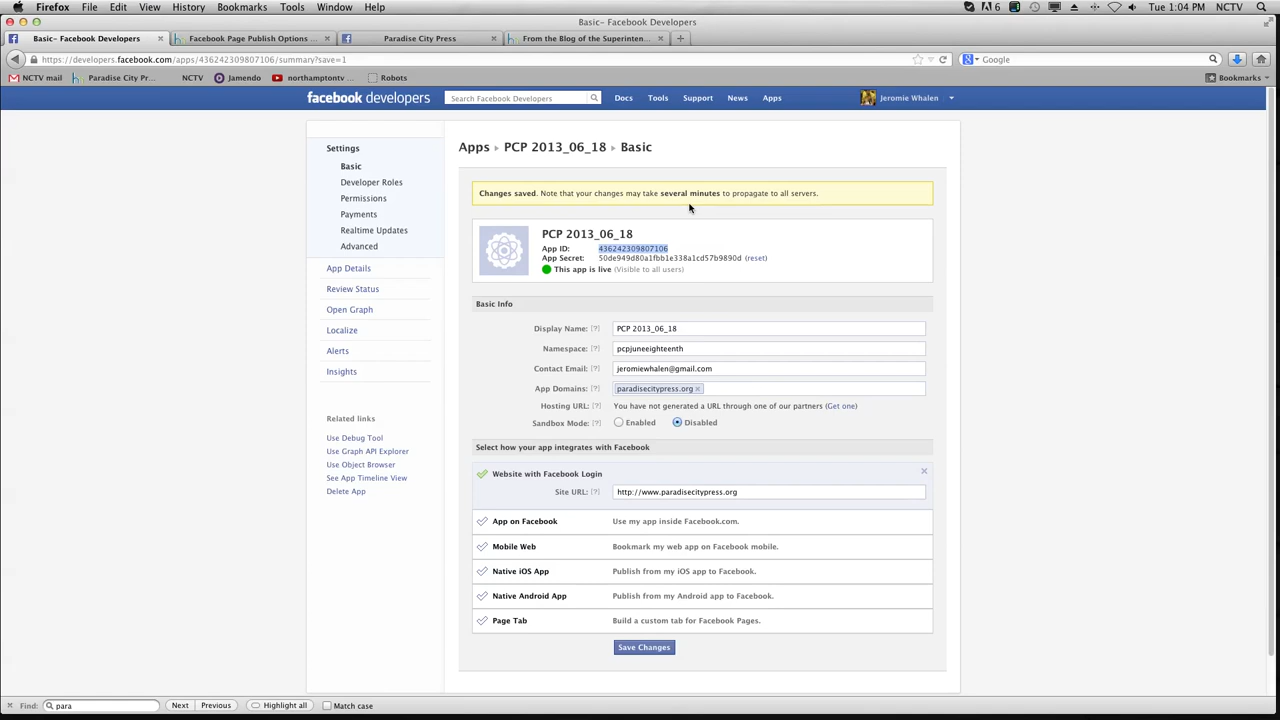 Firefox File Edit View History Bookmarks Tools Window Help 6 Tue 1:04 PM NCTV
Basic- Facebook Developers
Basic- Facebook Developers × Facebook Page Publish Options ... × Paradise City Press × From the Blog of the Superinten... × +
https://developers.facebook.com/apps/436242309807106/summary?save=1 Google
NCTV mail Paradise City Pr... NCTV Jamendo northamptontv... Robots Bookmarks
facebook developers Search Facebook Developers Docs Tools Support News Apps Jeromie Whalen
Settings
Basic
Developer Roles
Permissions
Payments
Realtime Updates
Advanced
App Details
Review Status
Open Graph
Localize
Alerts
Insights
Related links
Use Debug Tool
Use Graph API Explorer
Use Object Browser
See App Timeline View
Delete App
Apps ▸ PCP 2013_06_18 ▸ Basic
Changes saved. Note that your changes may take several minutes to propagate to all servers.
PCP 2013_06_18
App ID: 436242309807106
App Secret: 50de949d80a1fbb1e338a1cd57b9890d (reset)
This app is live (Visible to all users)
Basic Info
Display Name: [?] PCP 2013_06_18
Namespace: [?] pcpjuneeighteenth
Contact Email: [?] jeromiewhalen@gmail.com
App Domains: [?] paradisecitypress.org ×
Hosting URL: [?] You have not generated a URL through one of our partners (Get one)
Sandbox Mode: [?] Enabled Disabled
Select how your app integrates with Facebook
Website with Facebook Login ×
Site URL: [?] http://www.paradisecitypress.org
App on Facebook Use my app inside Facebook.com.
Mobile Web Bookmark my web app on Facebook mobile.
Native iOS App Publish from my iOS app to Facebook.
Native Android App Publish from my Android app to Facebook.
Page Tab Build a custom tab for Facebook Pages.
Save Changes
× Find: para Next Previous Highlight all Match case